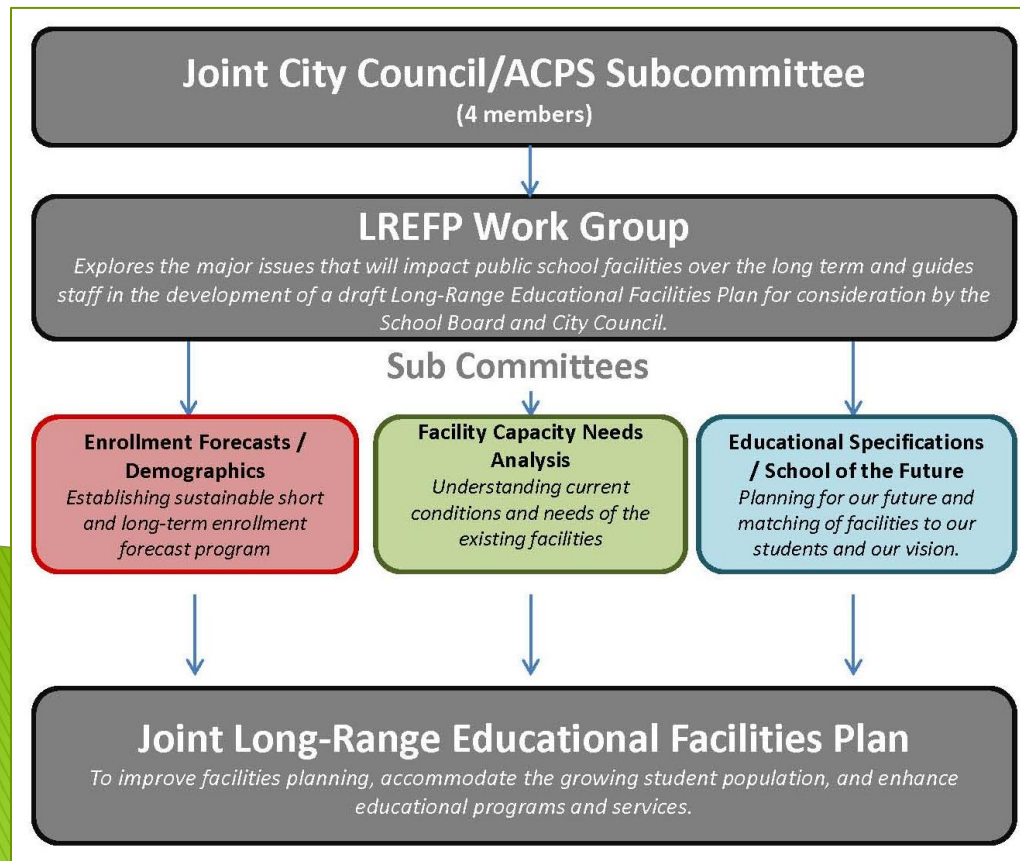 Joint City Council/ACPS Subcommittee
(4 members)
LREFP Work Group
Explores the major issues that will impact public school facilities over the long term and guides
staff in the development of a draft Long-Range Educational Facilities Plan for consideration by the
School Board and City Council.
Sub Committees
Enrollment Forecasts /
Demographics
Establishing sustainable short
and long-term enrollment
forecast program
Facility Capacity Needs
Analysis
Understanding current
conditions and needs of the
existing facilities
Educational Specifications
/ School of the Future
Planning for our future and
matching of facilities to our
students and our vision.
Joint Long-Range Educational Facilities Plan
To improve facilities planning, accommodate the growing student population, and enhance
educational programs and services.